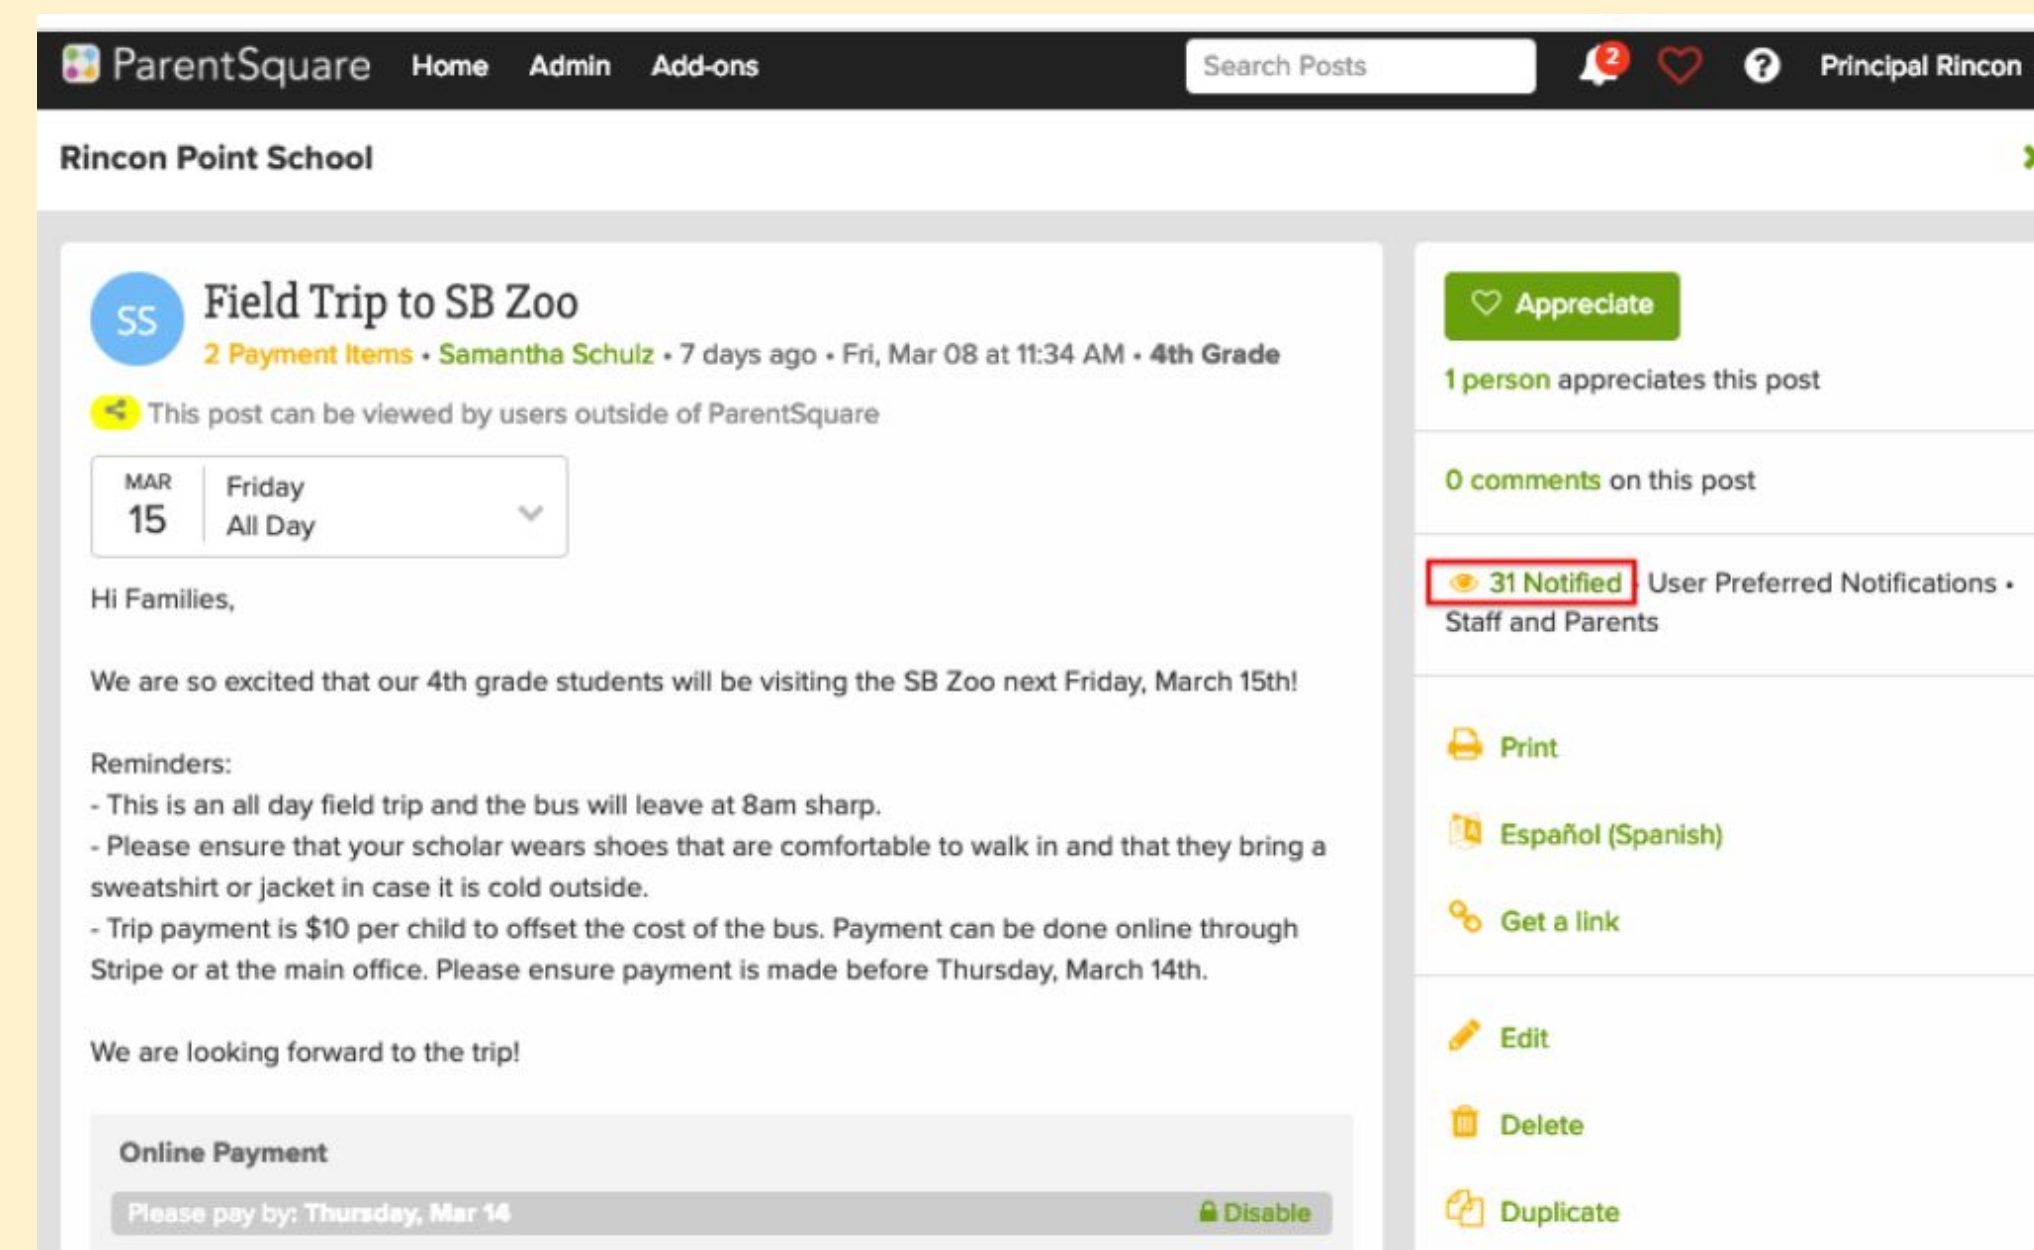 ParentSquare Home Admin Add-ons Search Posts 2 ? Principal Rincon
Rincon Point School
SS
Field Trip to SB Zoo
2 Payment Items • Samantha Schulz • 7 days ago • Fri, Mar 08 at 11:34 AM • 4th Grade
This post can be viewed by users outside of ParentSquare
MAR
15
Friday
All Day
Hi Families,
We are so excited that our 4th grade students will be visiting the SB Zoo next Friday, March 15th!
Reminders:
- This is an all day field trip and the bus will leave at 8am sharp.
- Please ensure that your scholar wears shoes that are comfortable to walk in and that they bring a
sweatshirt or jacket in case it is cold outside.
- Trip payment is $10 per child to offset the cost of the bus. Payment can be done online through
Stripe or at the main office. Please ensure payment is made before Thursday, March 14th.
We are looking forward to the trip!
Online Payment
Please pay by: Thursday, Mar 14 Disable
Appreciate
1 person appreciates this post
0 comments on this post
31 Notified User Preferred Notifications •
Staff and Parents
Print
Español (Spanish)
Get a link
Edit
Delete
Duplicate